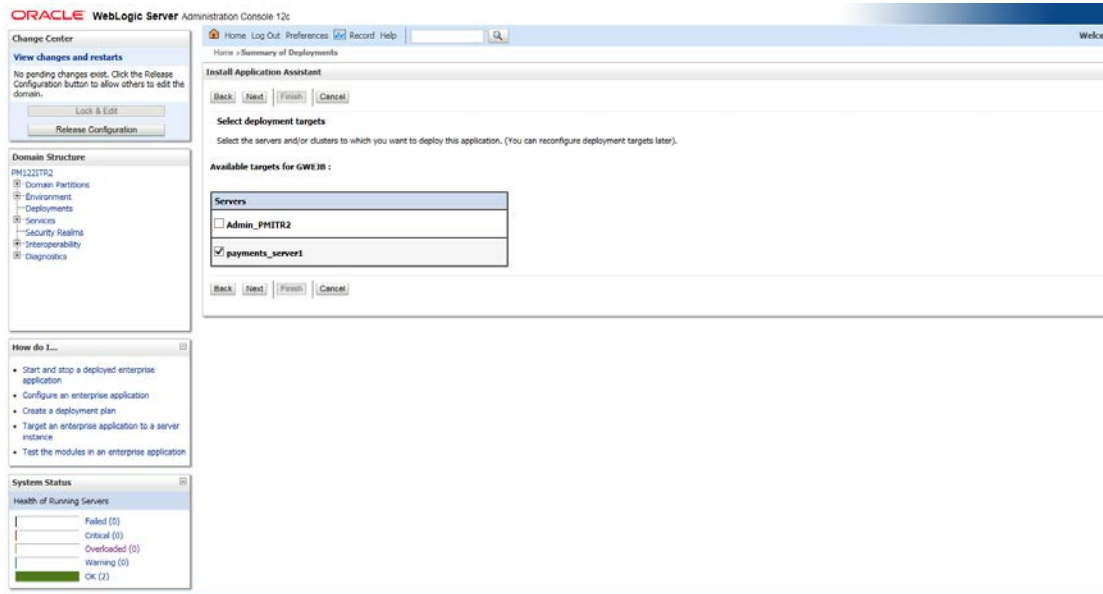 ORACLE WebLogic Server Administration Console 12c
Change Center
View changes and restarts
No pending changes exist. Click the Release
Configuration button to allow others to edit the
domain.
Lock & Edit
Release Configuration
Domain Structure
PM122ITR2
Domain Partitions
Environment
Deployments
Services
Security Realms
Interoperability
Diagnostics
How do I...
Start and stop a deployed enterprise
application
Configure an enterprise application
Create a deployment plan
Target an enterprise application to a server
instance
Test the modules in an enterprise application
System Status
Health of Running Servers
Failed (0)
Critical (0)
Overloaded (0)
Warning (0)
OK (2)
Home Log Out Preferences Record Help
Welco
Home >Summary of Deployments
Install Application Assistant
Back Next Finish Cancel
Select deployment targets
Select the servers and/or clusters to which you want to deploy this application. (You can reconfigure deployment targets later).
Available targets for GWEJB :
Servers
Admin_PMITR2
payments_server1
Back Next Finish Cancel